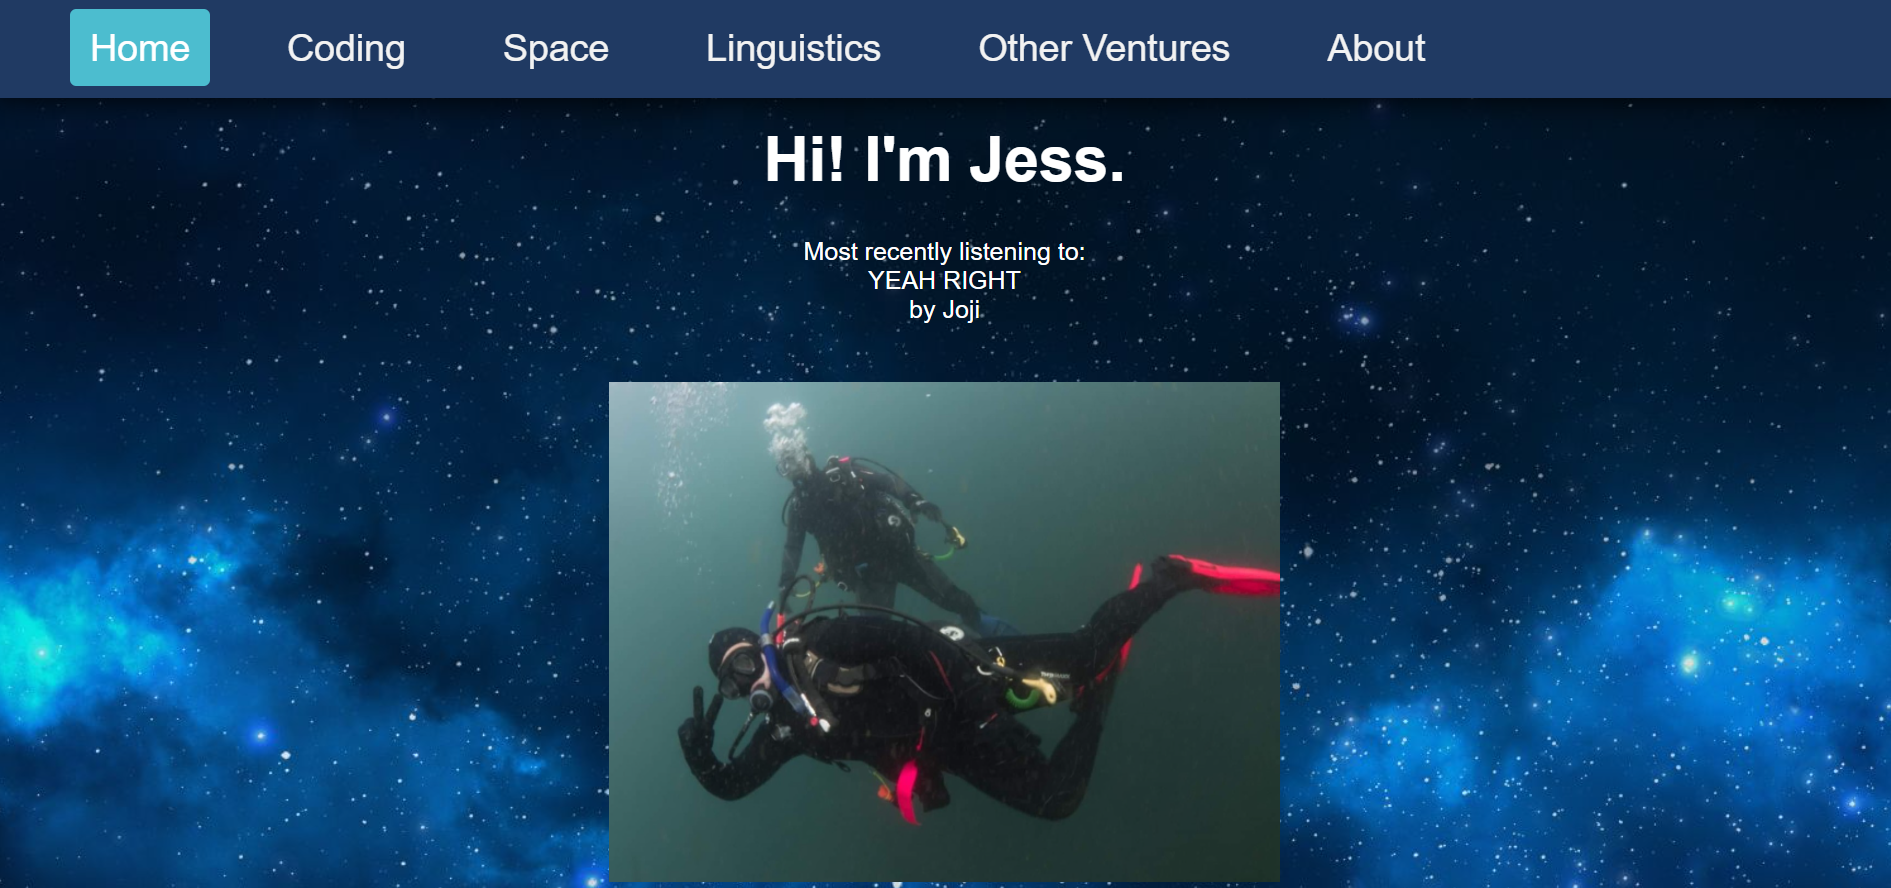 Home Coding Space Linguistics Other Ventures About
Hi! I'm Jess.
Most recently listening to:
YEAH RIGHT
by Joji